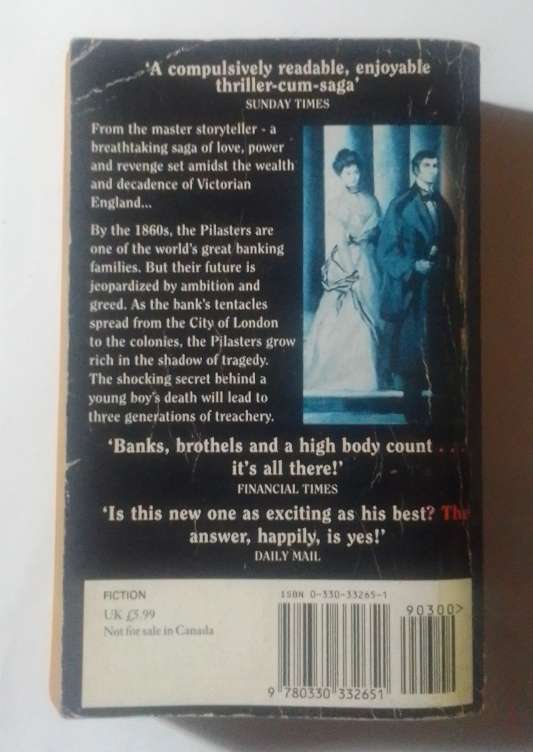 ‘A compulsively readable, enjoyable
thriller-cum-saga’
SUNDAY TIMES
From the master storyteller - a
breathtaking saga of love, power
and revenge set amidst the wealth
and decadence of Victorian
England...
By the 1860s, the Pilasters are
one of the world's great banking
families. But their future is
jeopardized by ambition and
greed. As the bank's tentacles
spread from the City of London
to the colonies, the Pilasters grow
rich in the shadow of tragedy.
The shocking secret behind a
young boy's death will lead to
three generations of treachery.
‘Banks, brothels and a high body count . . .
it's all there!’
FINANCIAL TIMES
‘Is this new one as exciting as his best? The
answer, happily, is yes!’
DAILY MAIL
FICTION
UK £5.99
Not for sale in Canada
ISBN 0-330-33265-1
90300>
9 780330 332651